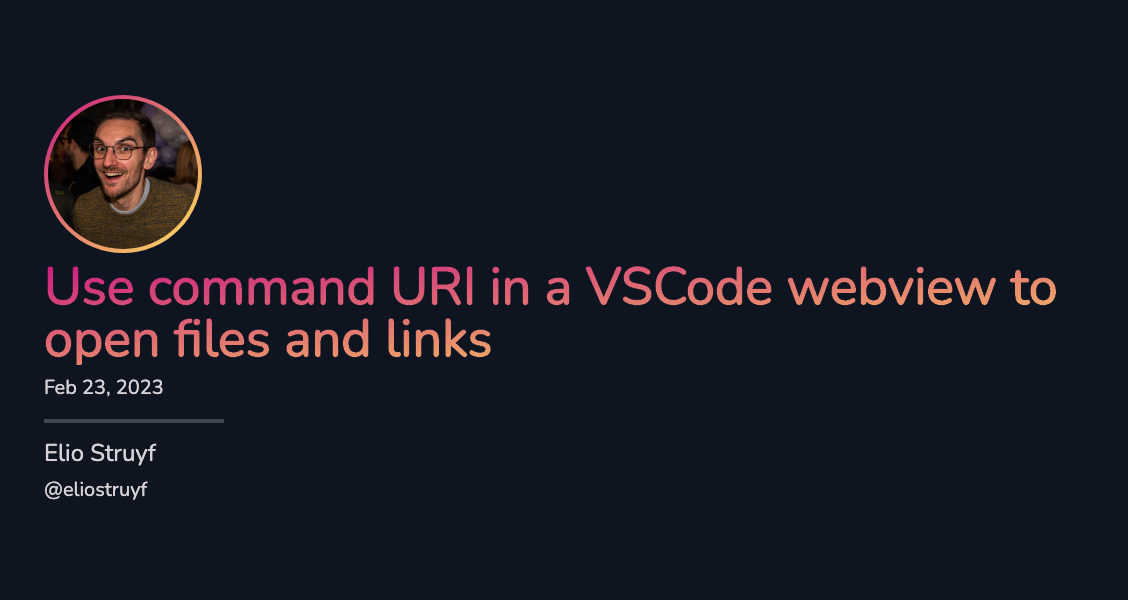 Use command URI in a VSCode webview to
open files and links
Feb 23, 2023
Elio Struyf
@eliostruyf